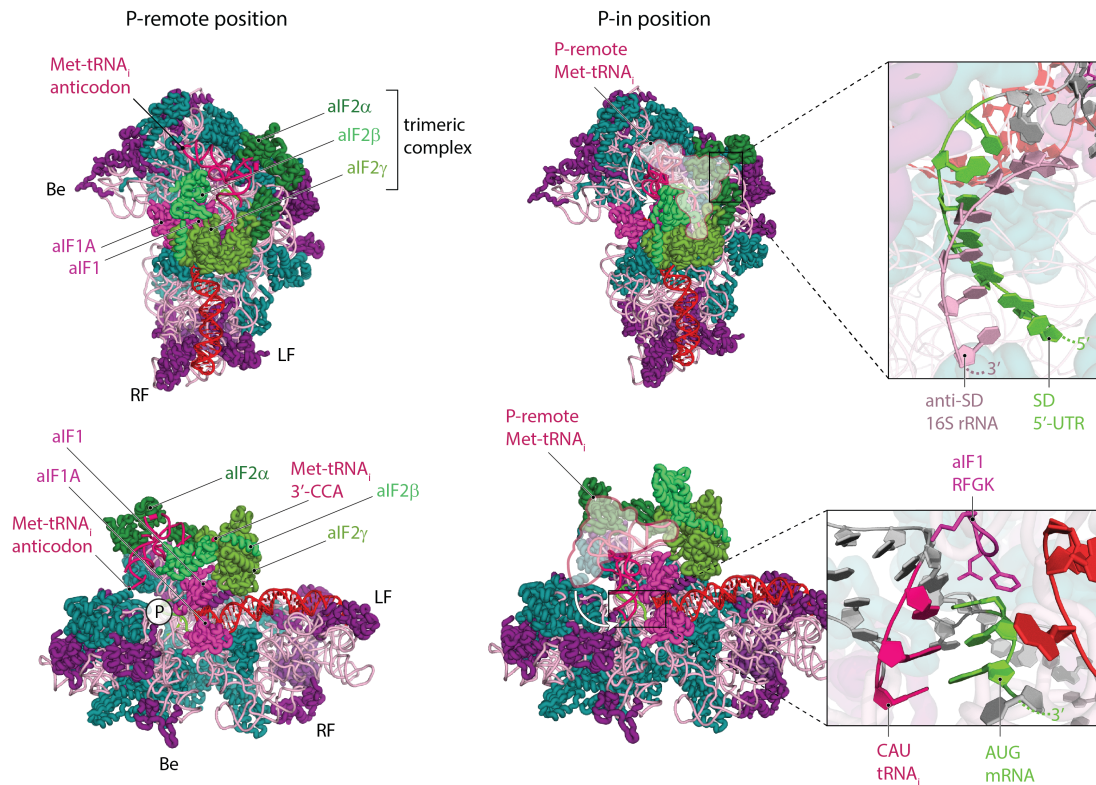 P-remote position
P-in position
Met-tRNAi
anticodon
aIF2α
aIF2β
aIF2γ
trimeric
complex
Be
aIF1A
aIF1
LF
RF
P-remote
Met-tRNAi
5′
3′
anti-SD
16S rRNA
SD
5′-UTR
aIF1
aIF1A
aIF2α
Met-tRNAi
3′-CCA
aIF2β
Met-tRNAi
anticodon
aIF2γ
P
LF
RF
Be
P-remote
Met-tRNAi
aIF1
RFGK
3′
CAU
tRNAi
AUG
mRNA